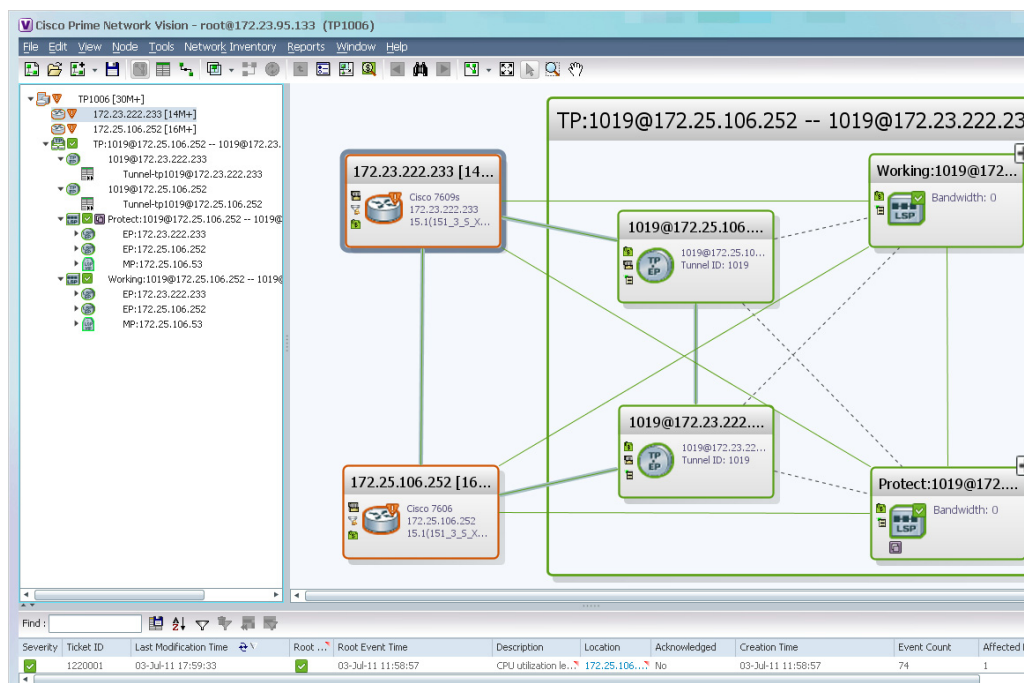 Cisco Prime Network Vision - root@172.23.95.133 (TP1006)
File Edit View Node Tools Network Inventory Reports Window Help
TP1006 [30M+]
172.23.222.233 [14M+]
172.25.106.252 [16M+]
TP:1019@172.25.106.252 -- 1019@172.23.
1019@172.23.222.233
Tunnel-tp1019@172.23.222.233
1019@172.25.106.252
Tunnel-tp1019@172.25.106.252
Protect:1019@172.25.106.252 -- 1019@
EP:172.23.222.233
EP:172.25.106.252
MP:172.25.106.53
Working:1019@172.25.106.252 -- 1019@
EP:172.23.222.233
EP:172.25.106.252
MP:172.25.106.53
TP:1019@172.25.106.252 -- 1019@172.23.222.23
172.23.222.233 [14...
Cisco 7609s
172.23.222.233
15.1(151_3_S_X...
Working:1019@172...
Bandwidth: 0
LSP
1019@172.25.106....
1019@172.25.10...
Tunnel ID: 1019
TP
EP
1019@172.23.222....
1019@172.23.22...
Tunnel ID: 1019
TP
EP
172.25.106.252 [16...
Cisco 7606
172.25.106.252
15.1(151_3_S_X...
Protect:1019@172....
Bandwidth: 0
LSP
Find :
Severity Ticket ID Last Modification Time Root ... Root Event Time Description Location Acknowledged Creation Time Event Count Affected
1220001 03-Jul-11 17:59:33 03-Jul-11 11:58:57 CPU utilization le... 172.25.106... No 03-Jul-11 11:58:57 74 1